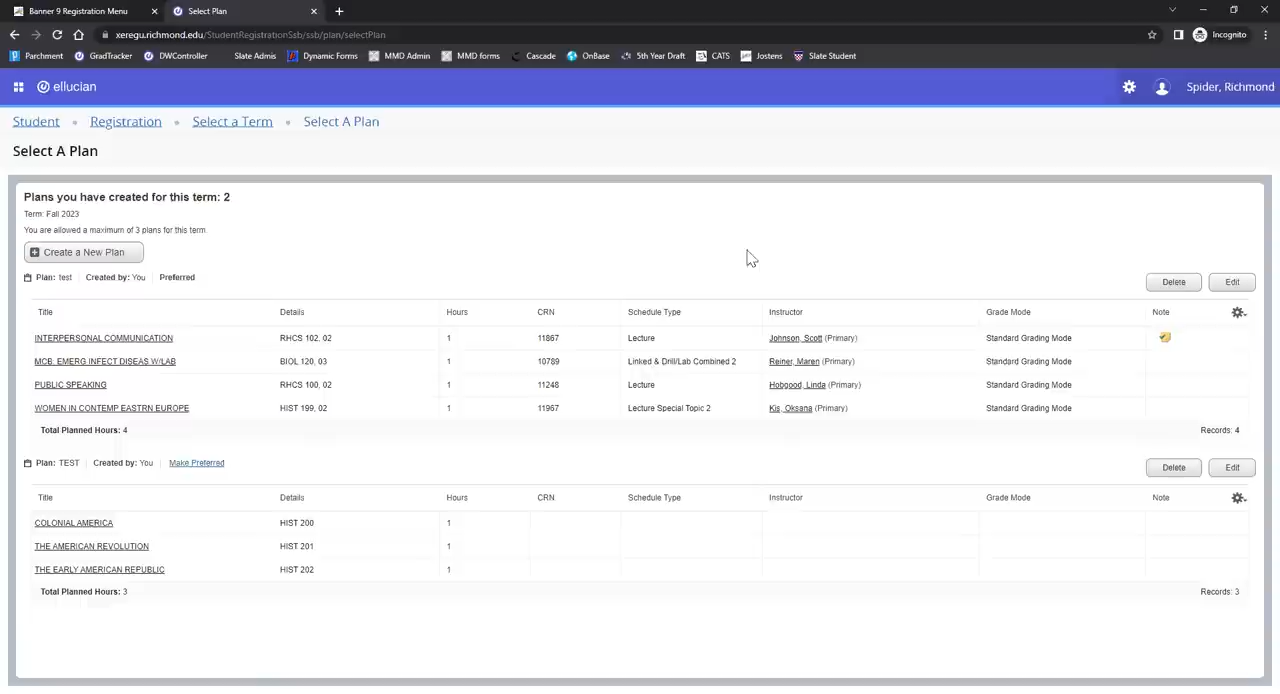 Banner 9 Registration Menu
Select Plan
xeregu.richmond.edu/StudentRegistrationSsb/ssb/plan/selectPlan
Incognito
Parchment GradTracker DWController Slate Admis Dynamic Forms MMD Admin MMD forms Cascade OnBase 5th Year Draft CATS Jostens Slate Student
ellucian
Spider, Richmond
Student Registration Select a Term Select A Plan
Select A Plan
Plans you have created for this term: 2
Term: Fall 2023
You are allowed a maximum of 3 plans for this term.
Create a New Plan
Plan: test Created by: You Preferred Delete Edit
Title Details Hours CRN Schedule Type Instructor Grade Mode Note
INTERPERSONAL COMMUNICATION RHCS 102, 02 1 11867 Lecture Johnson, Scott (Primary) Standard Grading Mode
MCB: EMERG INFECT DISEAS W/LAB BIOL 120, 03 1 10789 Linked & Drill/Lab Combined 2 Reiner, Maren (Primary) Standard Grading Mode
PUBLIC SPEAKING RHCS 100, 02 1 11248 Lecture Hobgood, Linda (Primary) Standard Grading Mode
WOMEN IN CONTEMP EASTRN EUROPE HIST 199, 02 1 11967 Lecture Special Topic 2 Kis, Oksana (Primary) Standard Grading Mode
Total Planned Hours: 4 Records: 4
Plan: TEST Created by: You Make Preferred Delete Edit
Title Details Hours CRN Schedule Type Instructor Grade Mode Note
COLONIAL AMERICA HIST 200 1
THE AMERICAN REVOLUTION HIST 201 1
THE EARLY AMERICAN REPUBLIC HIST 202 1
Total Planned Hours: 3 Records: 3